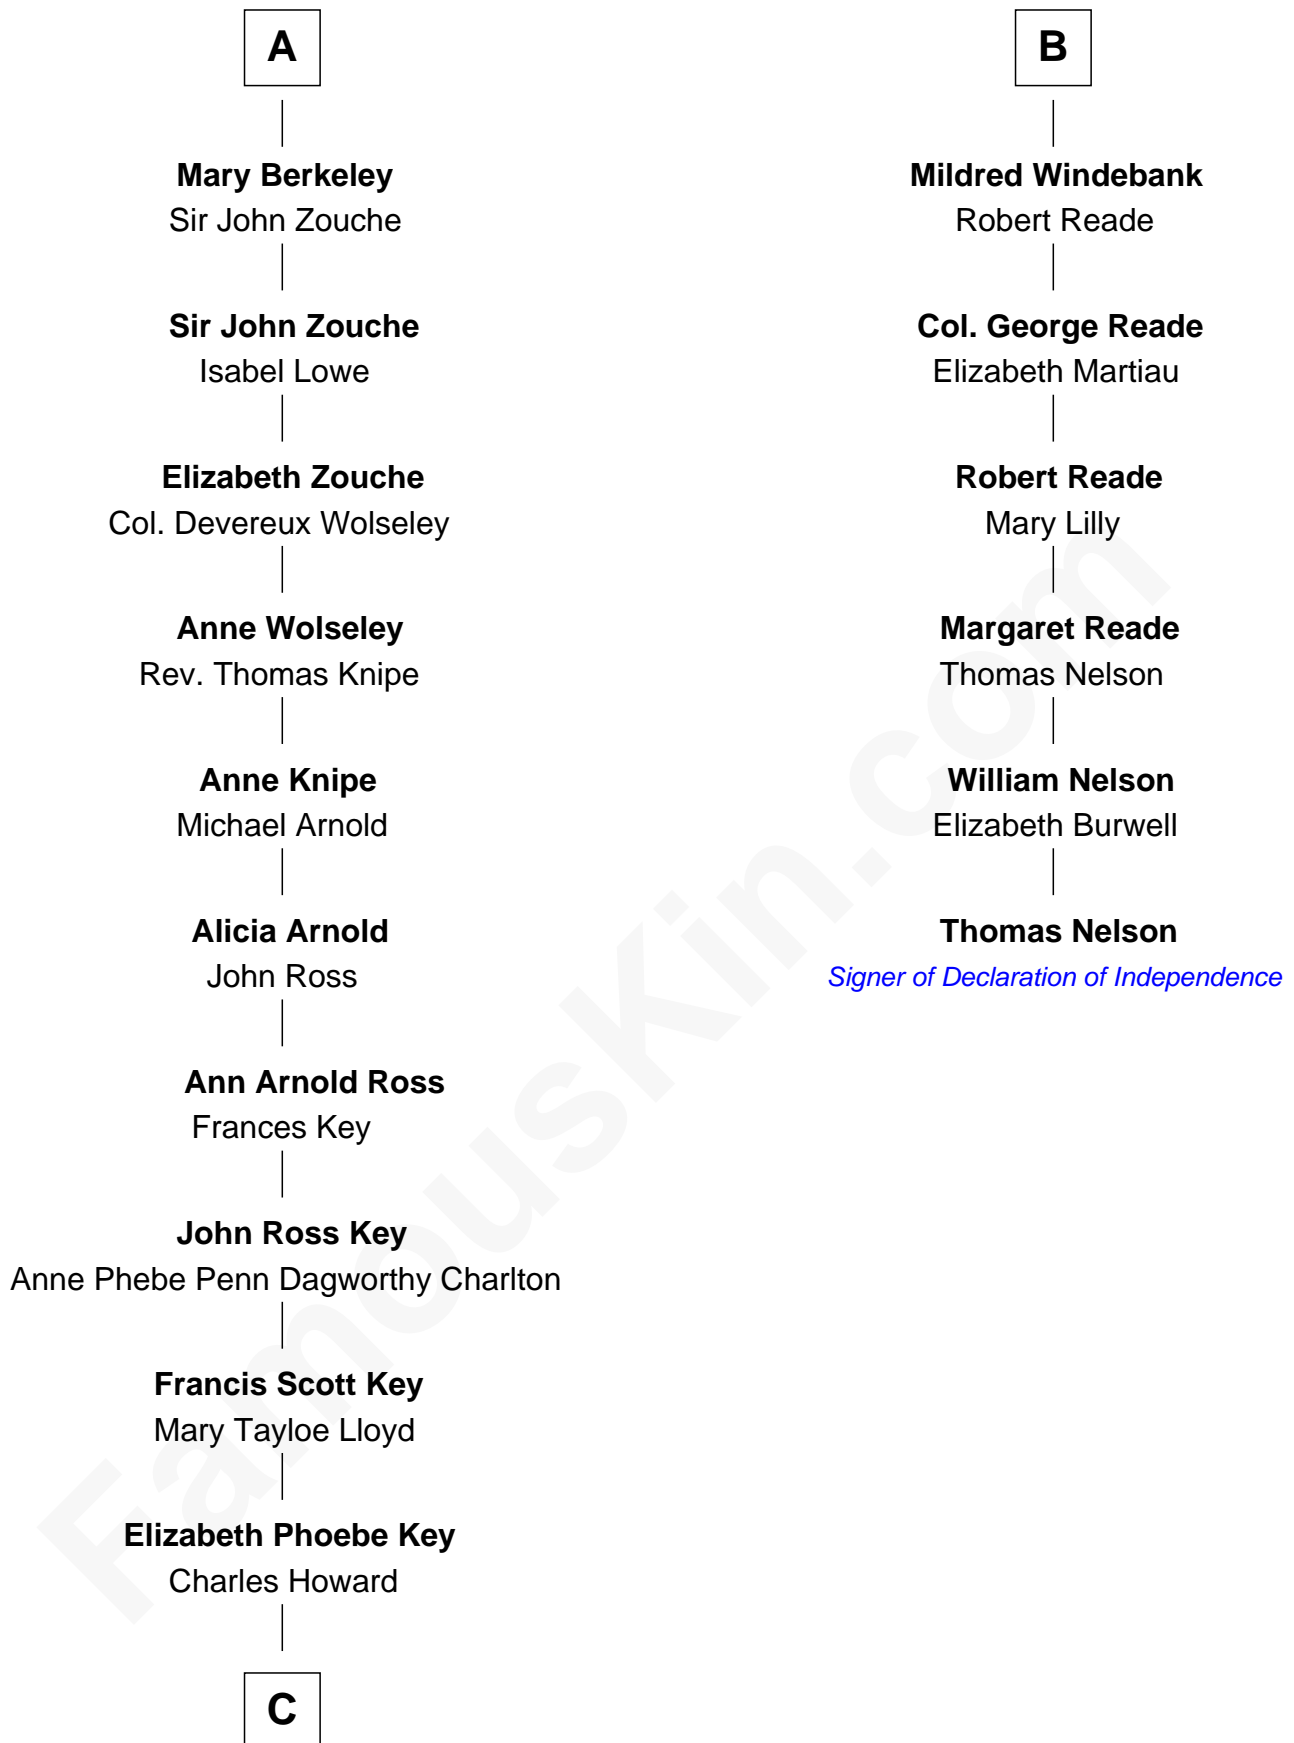 A
Mary Berkeley
Sir John Zouche
Sir John Zouche
Isabel Lowe
Elizabeth Zouche
Col. Devereux Wolseley
Anne Wolseley
Rev. Thomas Knipe
Anne Knipe
Michael Arnold
Alicia Arnold
John Ross
Ann Arnold Ross
Frances Key
John Ross Key
Anne Phebe Penn Dagworthy Charlton
Francis Scott Key
Mary Tayloe Lloyd
Elizabeth Phoebe Key
Charles Howard
C
B
Mildred Windebank
Robert Reade
Col. George Reade
Elizabeth Martiau
Robert Reade
Mary Lilly
Margaret Reade
Thomas Nelson
William Nelson
Elizabeth Burwell
Thomas Nelson
Signer of Declaration of Independence
FamousKin.com